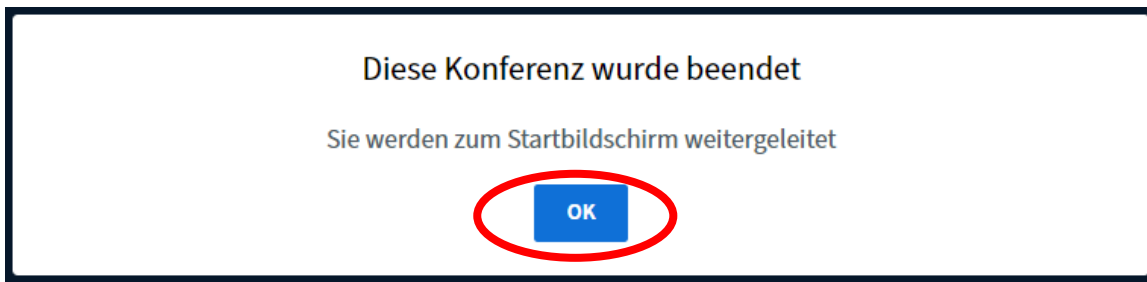 Diese Konferenz wurde beendet
Sie werden zum Startbildschirm weitergeleitet
OK